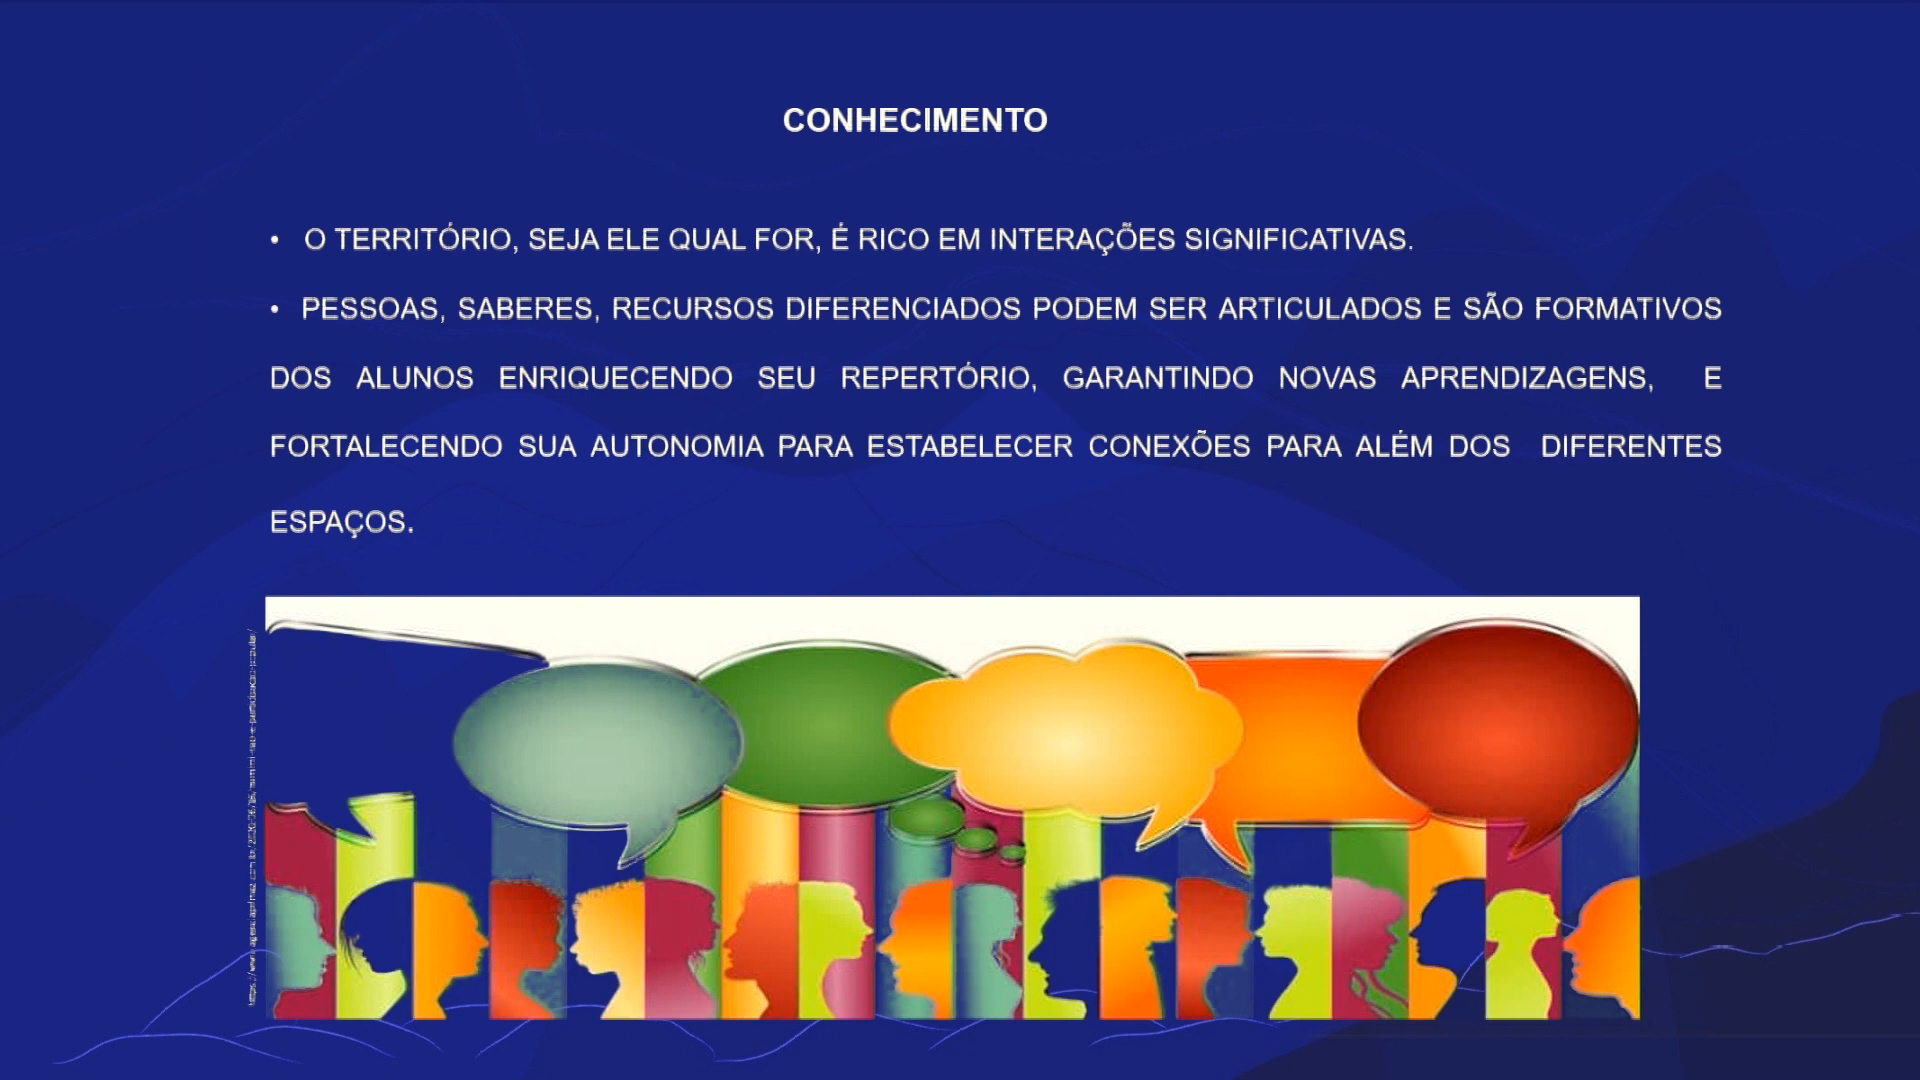 CONHECIMENTO
• O TERRITÓRIO, SEJA ELE QUAL FOR, É RICO EM INTERAÇÕES SIGNIFICATIVAS.
• PESSOAS, SABERES, RECURSOS DIFERENCIADOS PODEM SER ARTICULADOS E SÃO FORMATIVOS
DOS ALUNOS ENRIQUECENDO SEU REPERTÓRIO, GARANTINDO NOVAS APRENDIZAGENS, E
FORTALECENDO SUA AUTONOMIA PARA ESTABELECER CONEXÕES PARA ALÉM DOS DIFERENTES
ESPAÇOS.